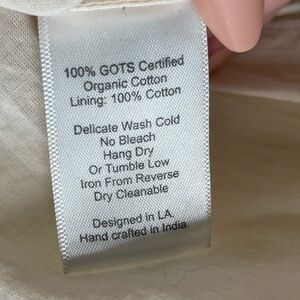 100% GOTS Certified
Organic Cotton
Lining: 100% Cotton
Delicate Wash Cold
No Bleach
Hang Dry
Or Tumble Low
Iron From Reverse
Dry Cleanable
Designed in LA.
Hand crafted in India.